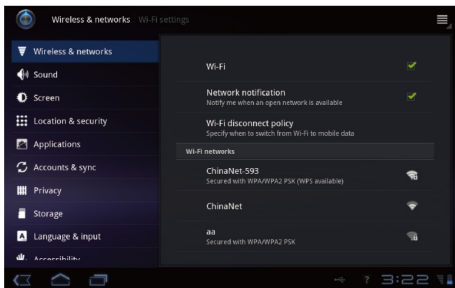 Wireless & networks Wi-Fi settings
Wireless & networks
Sound
Screen
Location & security
Applications
Accounts & sync
Privacy
Storage
Language & input
Accessibility
Wi-Fi
Network notification
Notify me when an open network is available
Wi-Fi disconnect policy
Specify when to switch from Wi-Fi to mobile data
Wi-Fi networks
ChinaNet-593
Secured with WPA/WPA2 PSK (WPS available)
ChinaNet
aa
Secured with WPA/WPA2 PSK
? 3:22